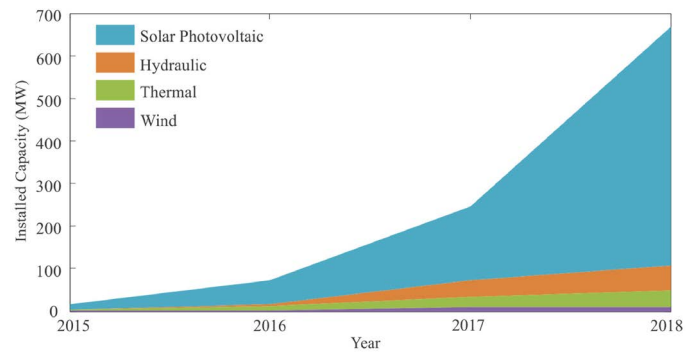 700
600
500
400
300
200
100
0
Installed Capacity (MW)
Solar Photovoltaic
Hydraulic
Thermal
Wind
2015 2016 2017 2018
Year